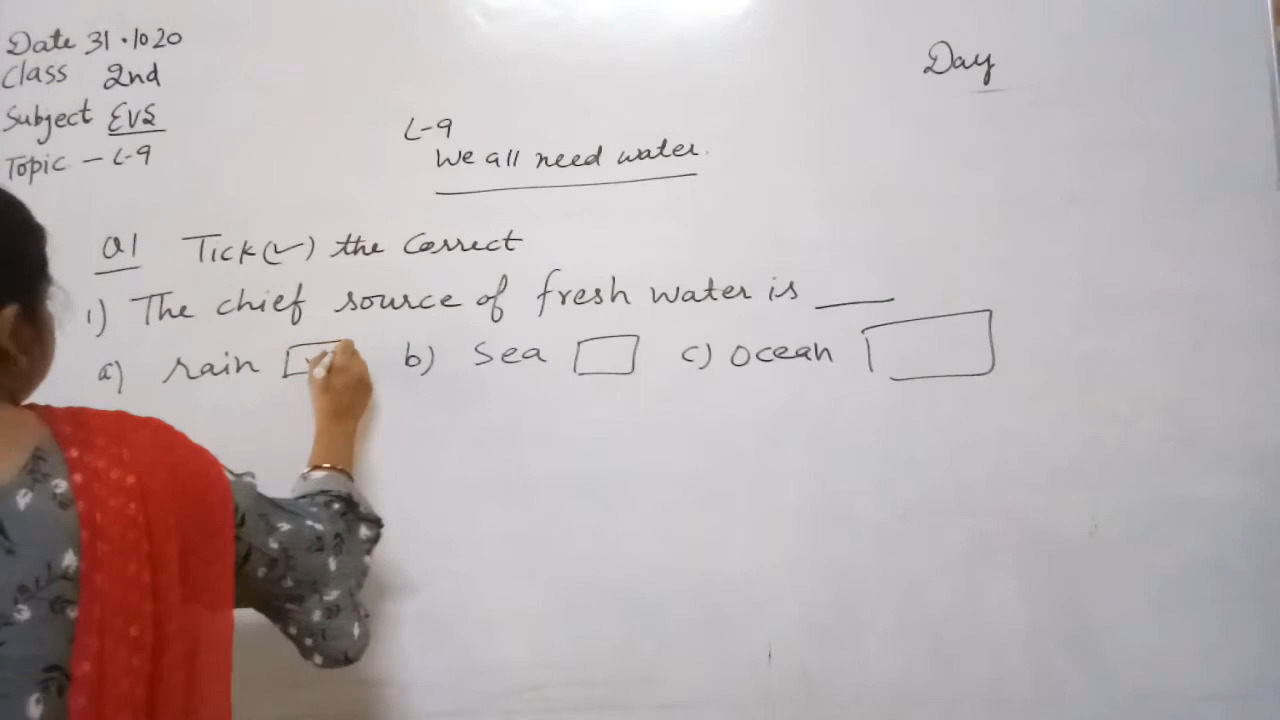 Date 31.10 20
Class 2nd
Subject EVS
Topic - L-9
Day
L-9
We all need water.
Q1 Tick(✓) the Correct
1) The chief source of fresh water is ___
a) rain b) Sea c) Ocean